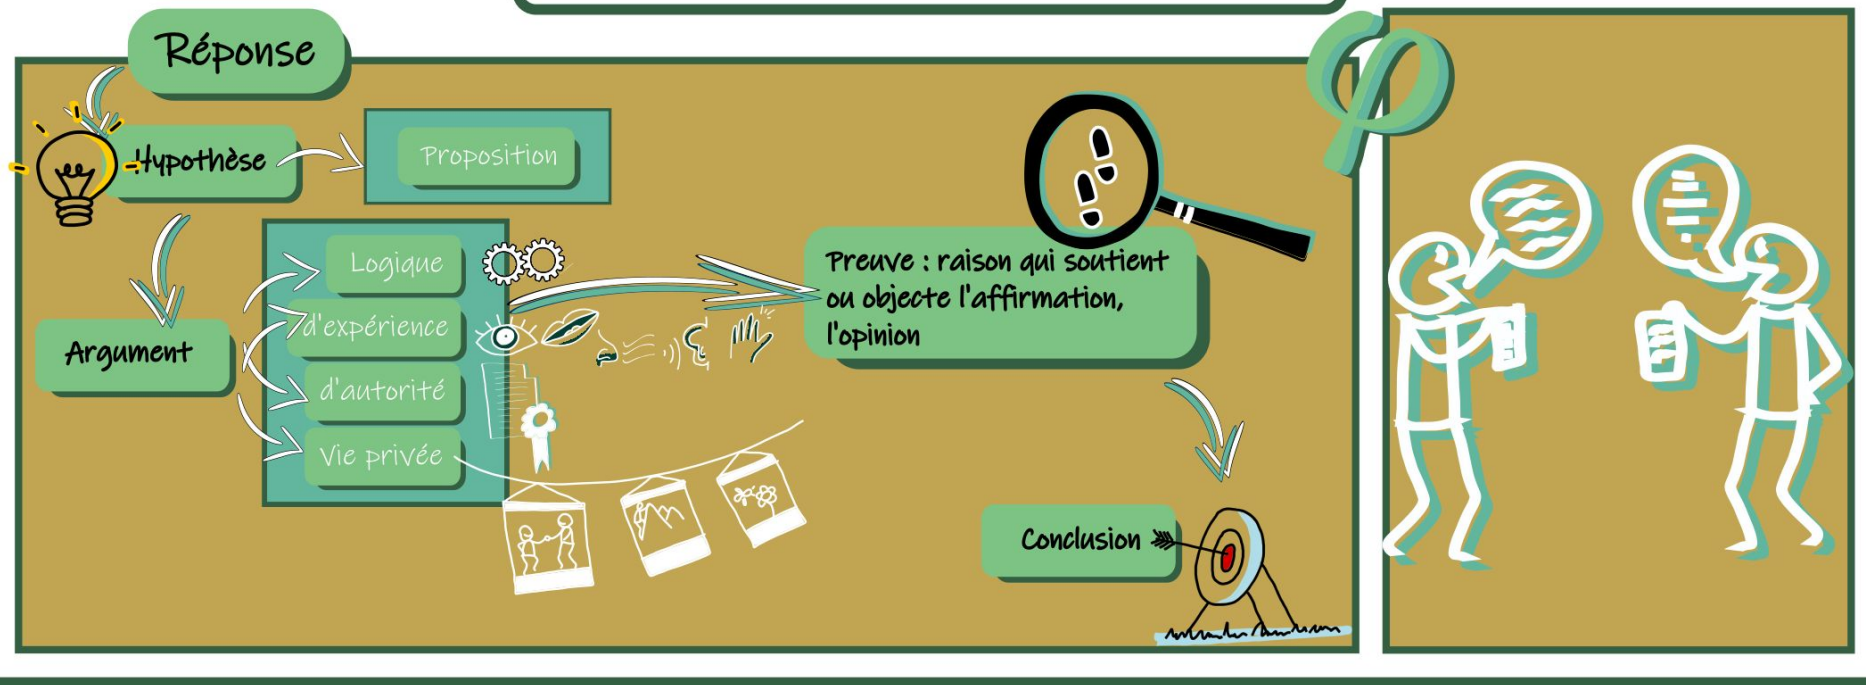 Réponse
Hypothèse
Proposition
Argument
Logique
d'expérience
d'autorité
Vie privée
Preuve : raison qui soutient
ou objecte l'affirmation,
l'opinion
Conclusion
φ